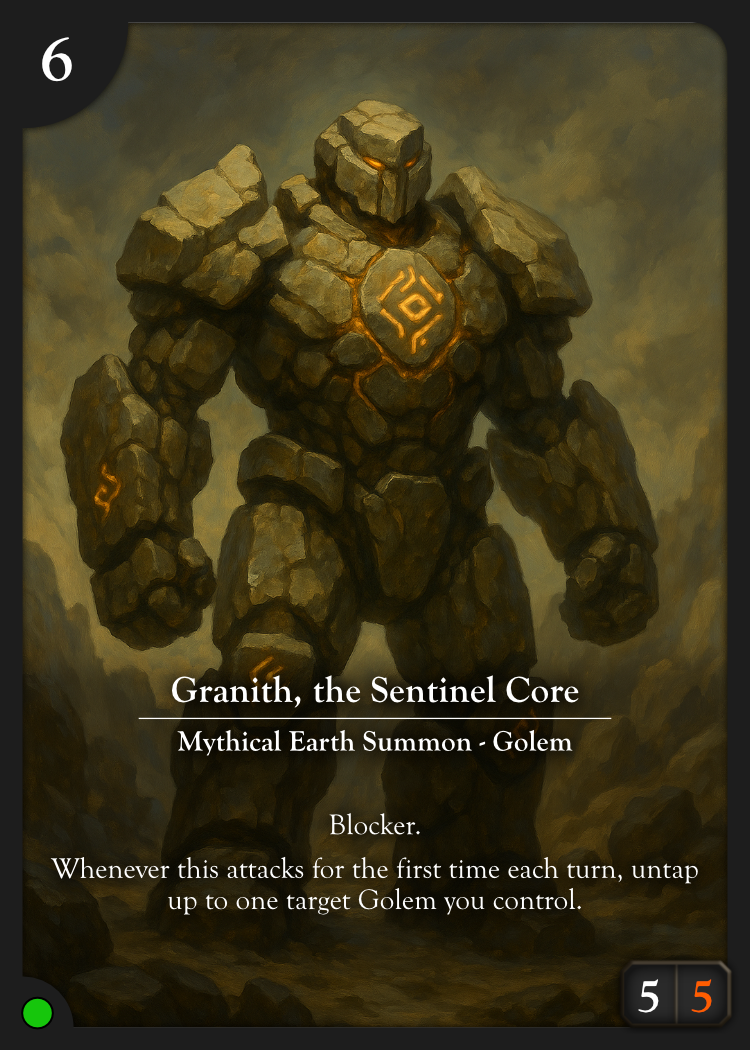 6
Granith, the Sentinel Core
Mythical Earth Summon - Golem
Blocker.
Whenever this attacks for the first time each turn, untap
up to one target Golem you control.
5 5